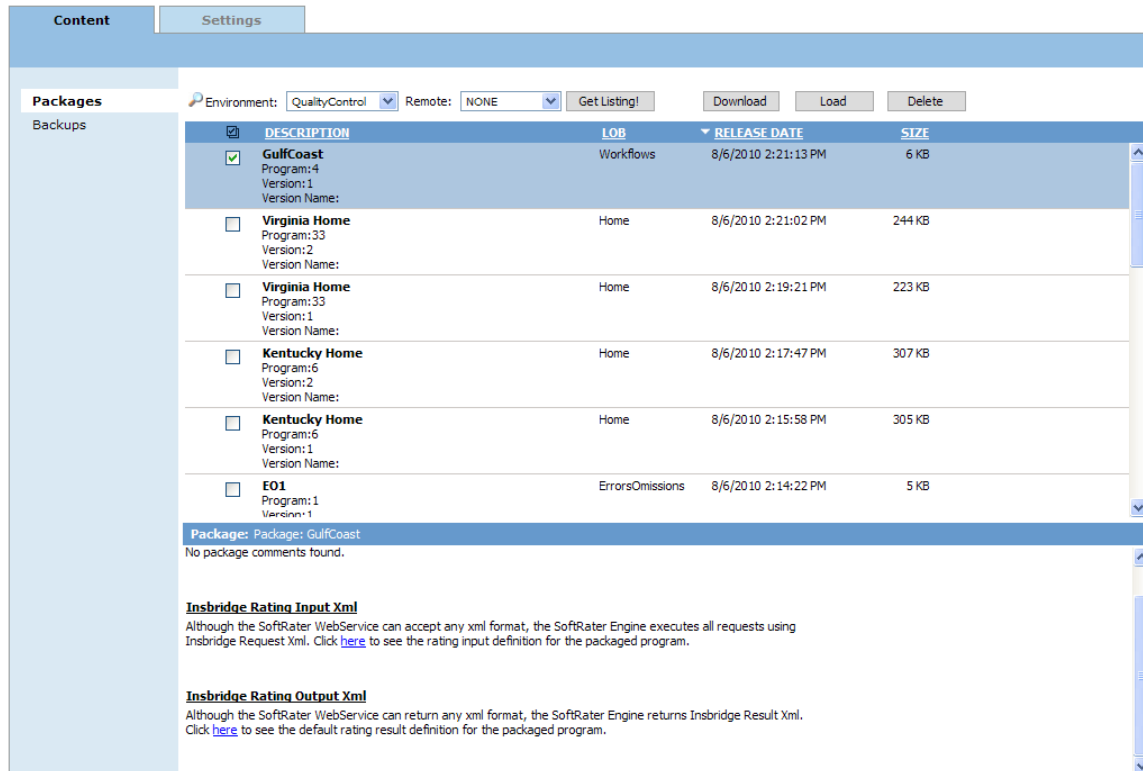 Content Settings
Packages
Backups
Environment: QualityControl Remote: NONE Get Listing! Download Load Delete
DESCRIPTION LOB RELEASE DATE SIZE
GulfCoast Workflows 8/6/2010 2:21:13 PM 6 KB
Program:4
Version:1
Version Name:
Virginia Home Home 8/6/2010 2:21:02 PM 244 KB
Program:33
Version:2
Version Name:
Virginia Home Home 8/6/2010 2:19:21 PM 223 KB
Program:33
Version:1
Version Name:
Kentucky Home Home 8/6/2010 2:17:47 PM 307 KB
Program:6
Version:2
Version Name:
Kentucky Home Home 8/6/2010 2:15:58 PM 305 KB
Program:6
Version:1
Version Name:
EO1 ErrorsOmissions 8/6/2010 2:14:22 PM 5 KB
Program:1
Version:1
Package: Package: GulfCoast
No package comments found.
Insbridge Rating Input Xml
Although the SoftRater WebService can accept any xml format, the SoftRater Engine executes all requests using
Insbridge Request Xml. Click here to see the rating input definition for the packaged program.
Insbridge Rating Output Xml
Although the SoftRater WebService can return any xml format, the SoftRater Engine returns Insbridge Result Xml.
Click here to see the default rating result definition for the packaged program.